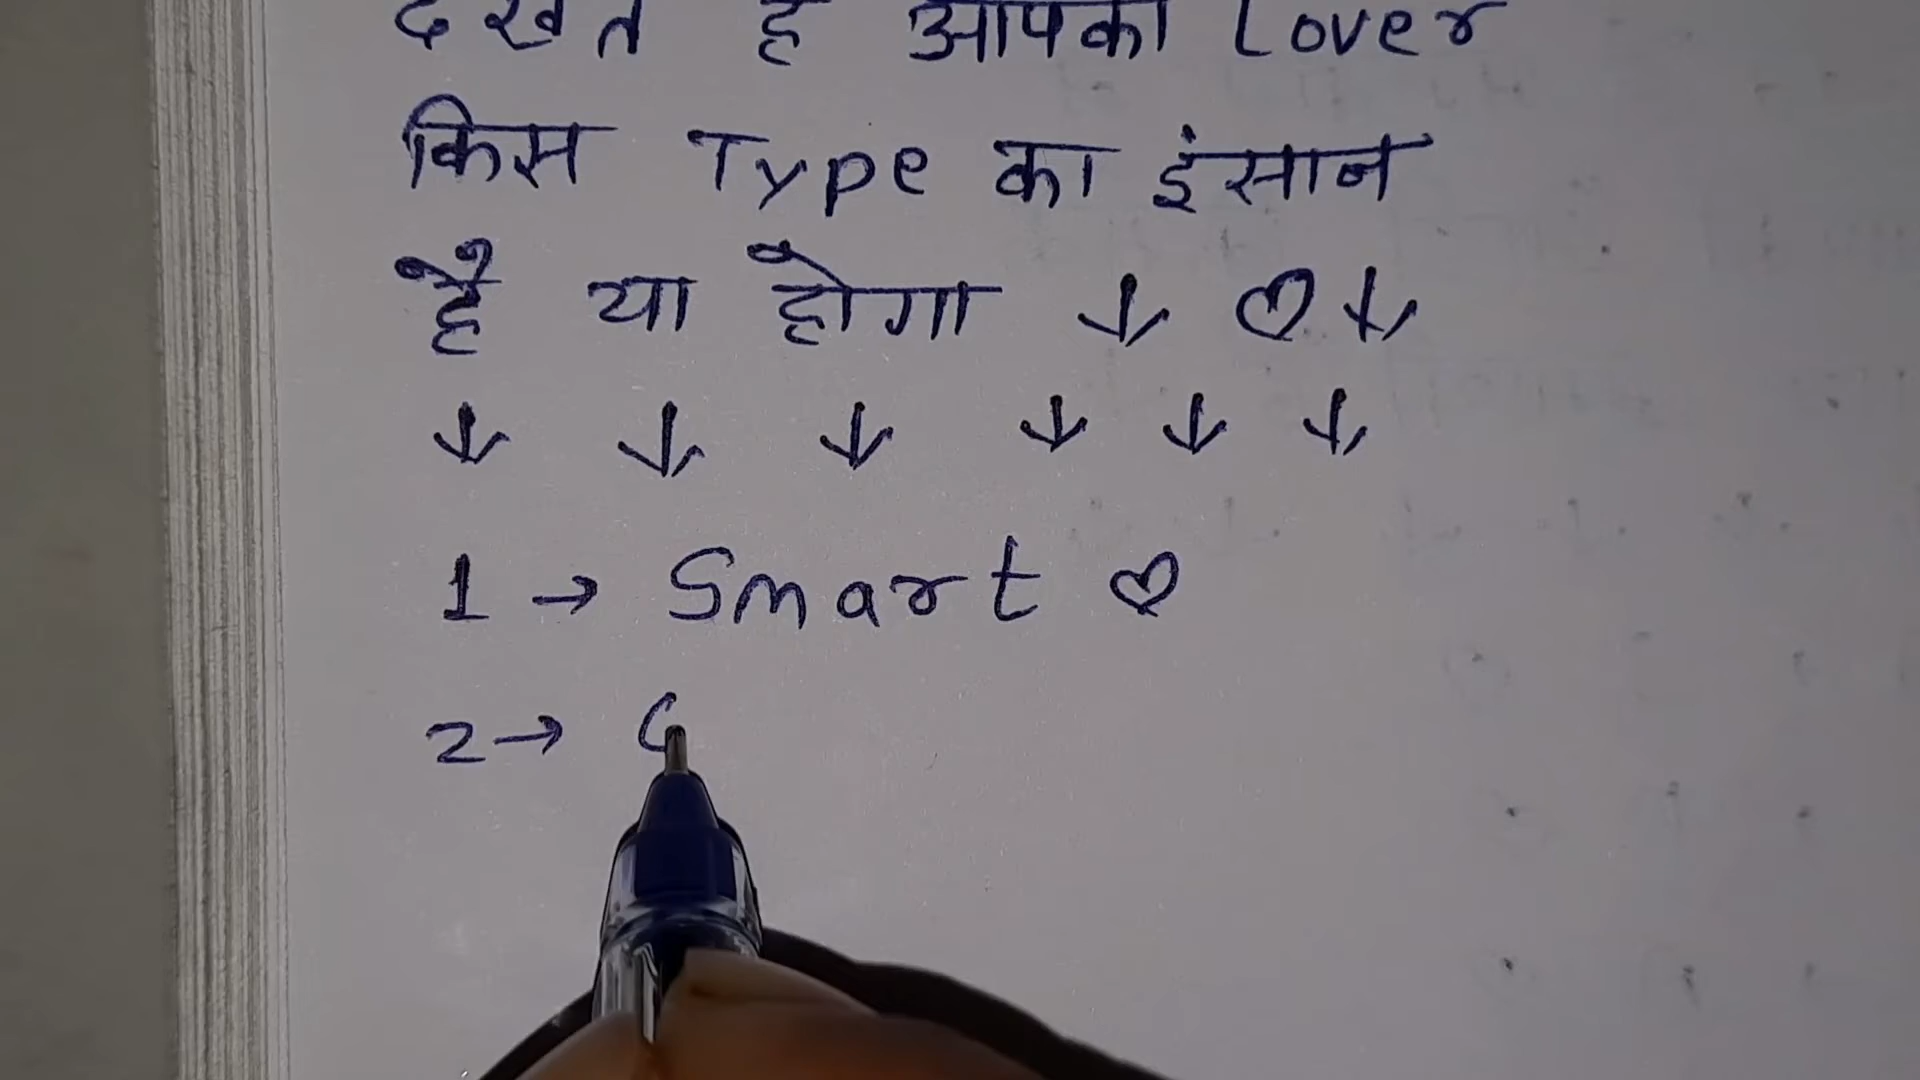 देखते है आपका Lover
किस Type का इंसान
है या होगा ↓ ♡ ↓
↓ ↓ ↓ ↓ ↓ ↓
1 → Smart ♡
2 →